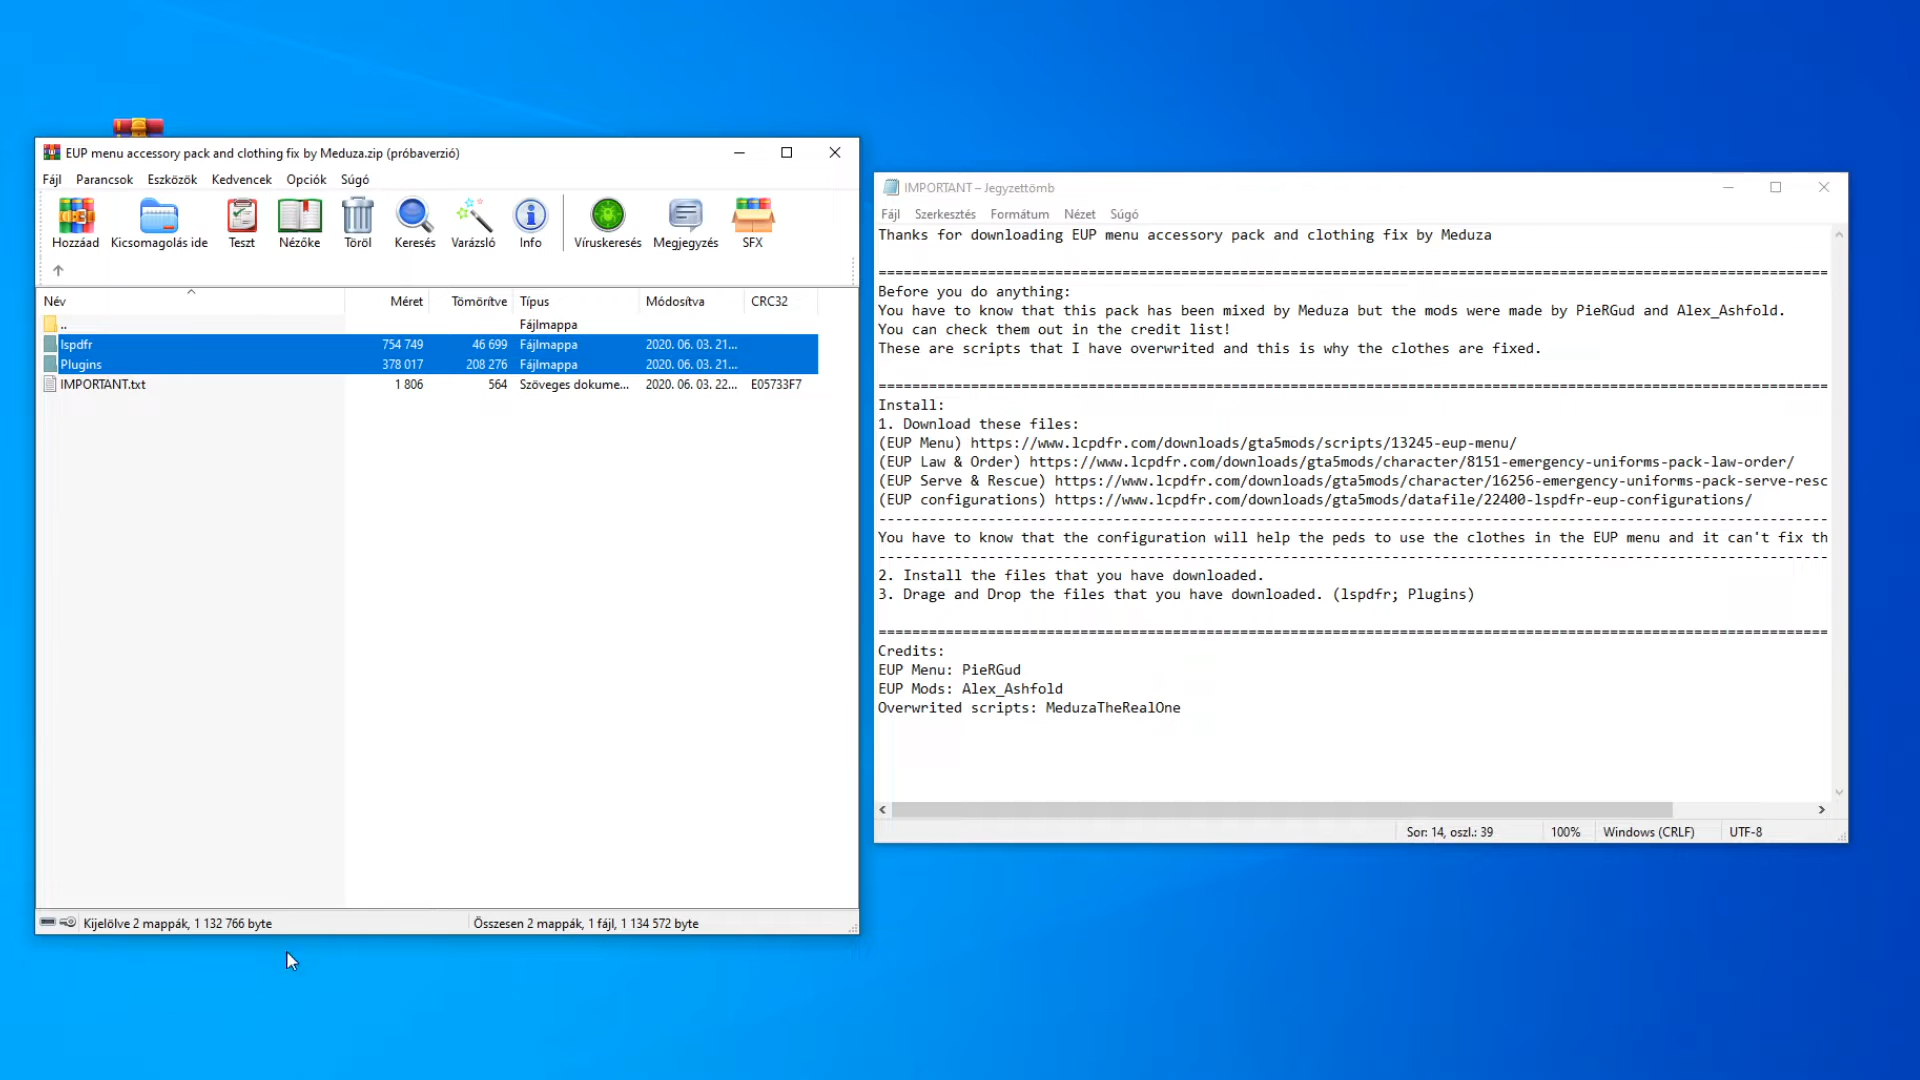 EUP menu accessory pack and clothing fix by Meduza.zip (próbaverzió)
Fájl Parancsok Eszközök Kedvencek Opciók Súgó
Hozzáad Kicsomagolás ide Teszt Nézőke Töröl Keresés Varázsló Info Víruskeresés Megjegyzés SFX
Név Méret Tömörítve Típus Módosítva CRC32
.. Fájlmappa
lspdfr 754 749 46 699 Fájlmappa 2020. 06. 03. 21...
Plugins 378 017 208 276 Fájlmappa 2020. 06. 03. 21...
IMPORTANT.txt 1 806 564 Szöveges dokume... 2020. 06. 03. 22... E05733F7
Kijelölve 2 mappák, 1 132 766 byte
Összesen 2 mappák, 1 fájl, 1 134 572 byte
IMPORTANT – Jegyzettömb
Fájl Szerkesztés Formátum Nézet Súgó
Thanks for downloading EUP menu accessory pack and clothing fix by Meduza
Before you do anything:
You have to know that this pack has been mixed by Meduza but the mods were made by PieRGud and Alex_Ashfold.
You can check them out in the credit list!
These are scripts that I have overwrited and this is why the clothes are fixed.
Install:
1. Download these files:
(EUP Menu) https://www.lcpdfr.com/downloads/gta5mods/scripts/13245-eup-menu/
(EUP Law & Order) https://www.lcpdfr.com/downloads/gta5mods/character/8151-emergency-uniforms-pack-law-order/
(EUP Serve & Rescue) https://www.lcpdfr.com/downloads/gta5mods/character/16256-emergency-uniforms-pack-serve-resc
(EUP configurations) https://www.lcpdfr.com/downloads/gta5mods/datafile/22400-lspdfr-eup-configurations/
You have to know that the configuration will help the peds to use the clothes in the EUP menu and it can't fix th
2. Install the files that you have downloaded.
3. Drage and Drop the files that you have downloaded. (lspdfr; Plugins)
Credits:
EUP Menu: PieRGud
EUP Mods: Alex_Ashfold
Overwrited scripts: MeduzaTheRealOne
Sor: 14, oszl.: 39 100% Windows (CRLF) UTF-8